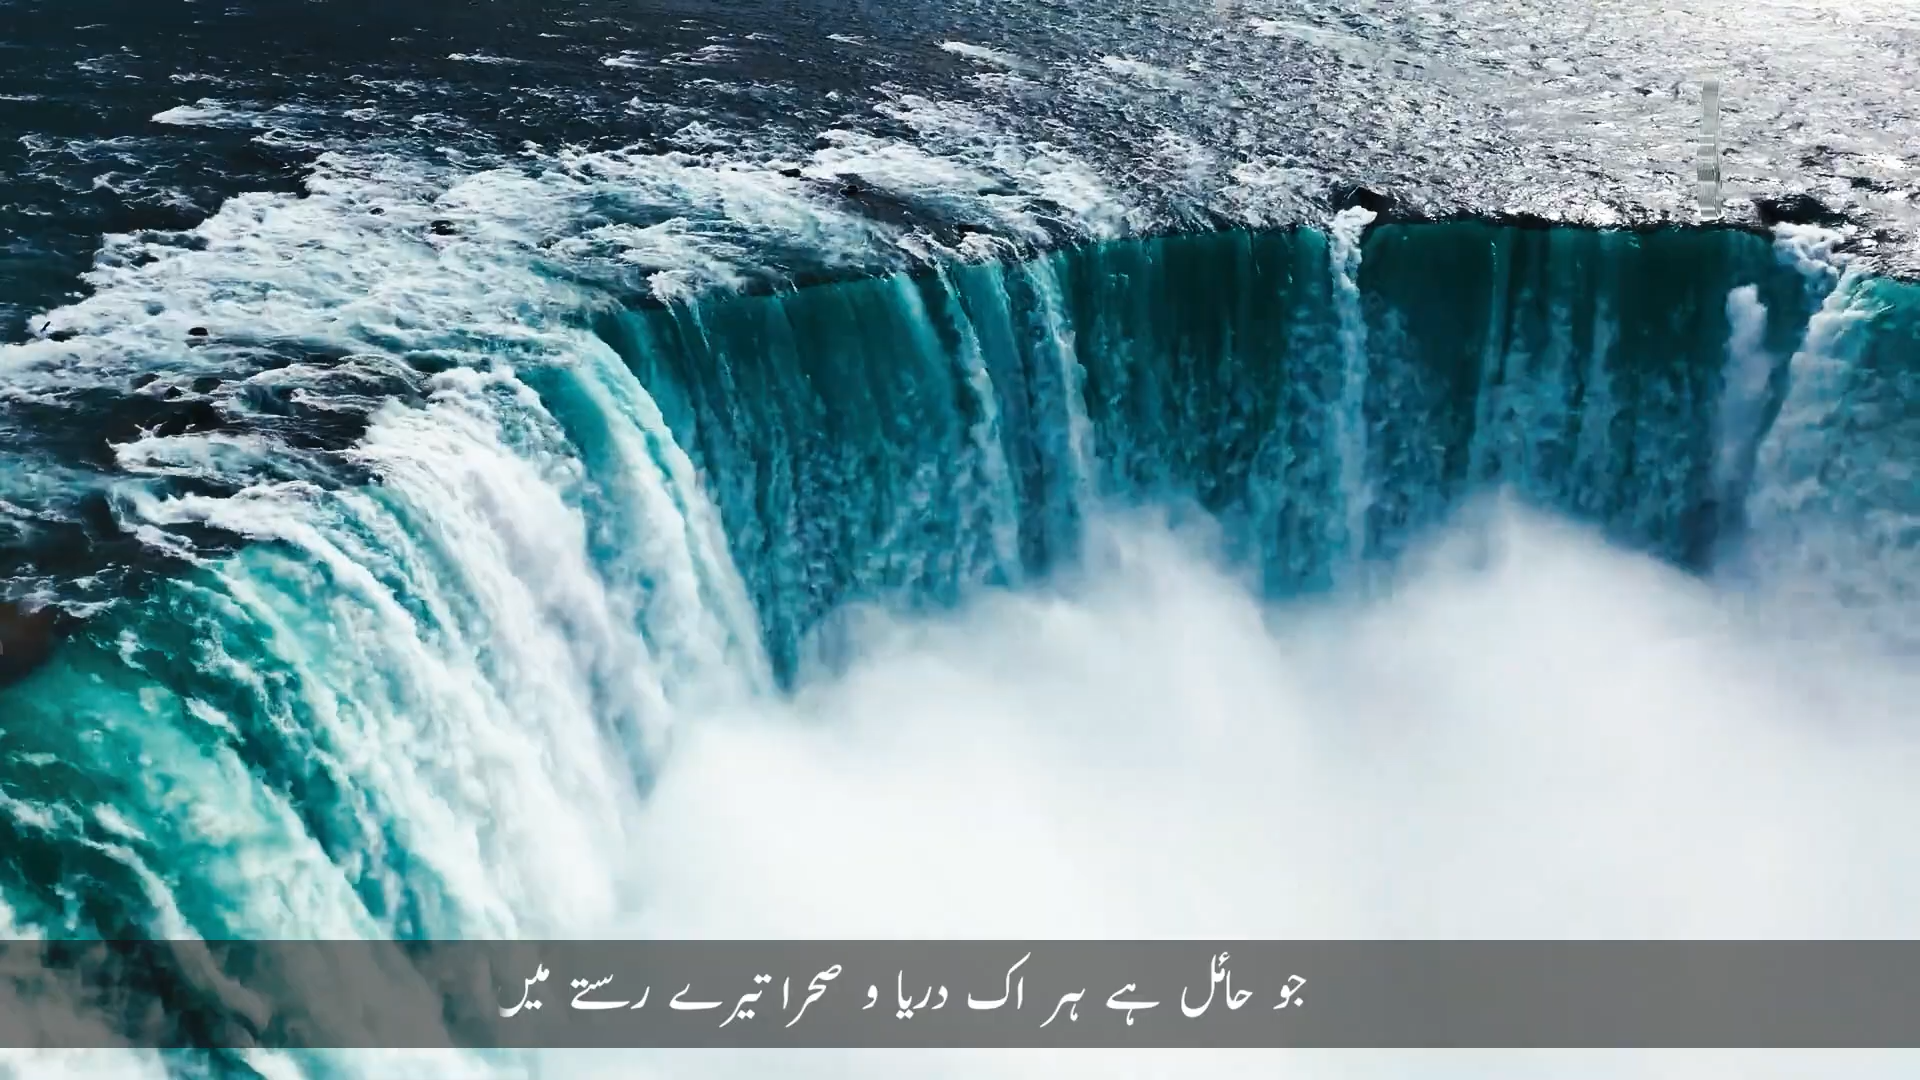 جو حائل ہے ہر اک دریا و صحرا تیرے رستے میں